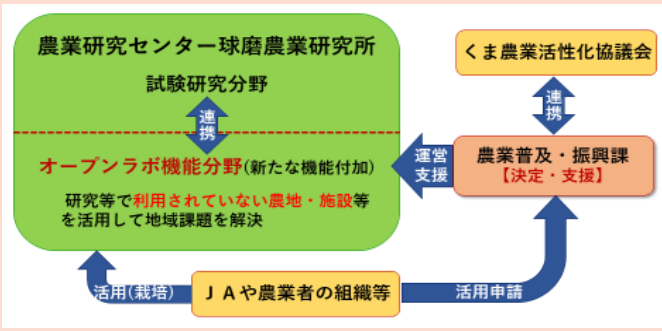 農業研究センター球磨農業研究所
試験研究分野
連携
オープンラボ機能分野(新たな機能付加)
研究等で利用されていない農地・施設等
を活用して地域課題を解決
くま農業活性化協議会
連携
農業普及・振興課
【決定・支援】
運営
支援
活用(栽培)
ＪＡや農業者の組織等
活用申請